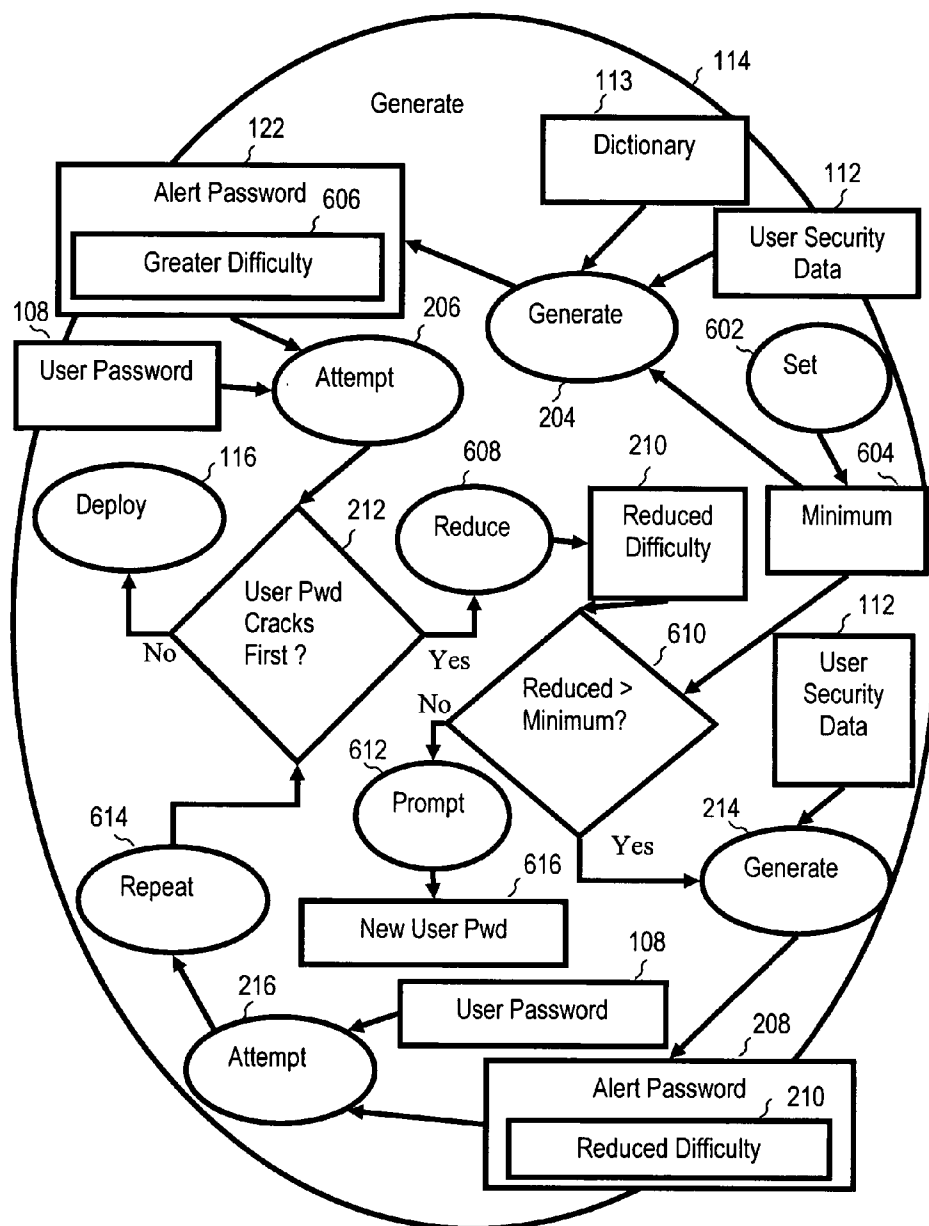 114
113
Generate
122
Dictionary
112
Alert Password
606
User Security
Data
Greater Difficulty
Generate
108
206
602
Set
User Password
Attempt
204
604
116
608
210
Deploy
212
Reduce
Reduced
Difficulty
Minimum
User Pwd
Cracks
First ?
112
610
No
Yes
User
Security
Data
Reduced >
Minimum?
No
612
Prompt
614
214
Yes
Generate
Repeat
616
New User Pwd
108
216
User Password
208
Attempt
Alert Password
210
Reduced Difficulty